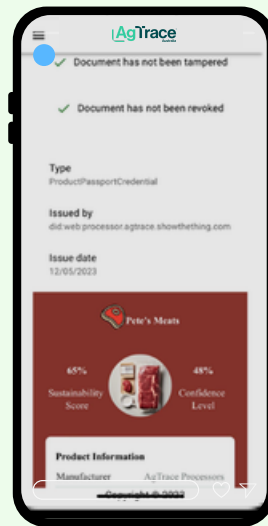 AgTrace
Australia
Document has not been tampered
Document has not been revoked
Type
ProductPassportCredential
Issued by
did:web:processor.agtrace.showthething.com
Issue date
12/05/2023
Pete's Meats
65%
Sustainability
Score
48%
Confidence
Level
Product Information
Manufacturer AgTrace Processors
Copyright © 2023